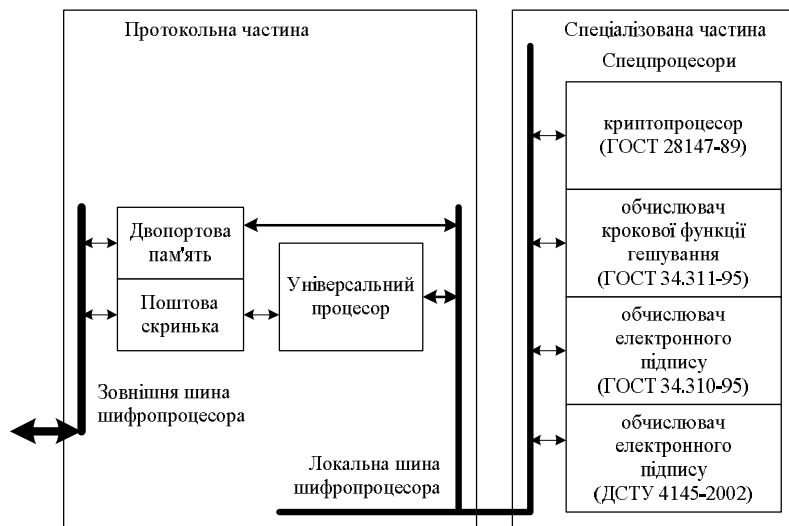 Протокольна частина
Двопортова
пам'ять
Поштова
скринька
Універсальний
процесор
Зовнішня шина
шифропроцесора
Локальна шина
шифропроцесора
Спеціалізована частина
Спецпроцесори
криптопроцесор
(ГОСТ 28147-89)
обчислювач
крокової функції
гешування
(ГОСТ 34.311-95)
обчислювач
електронного
підпису
(ГОСТ 34.310-95)
обчислювач
електронного
підпису
(ДСТУ 4145-2002)